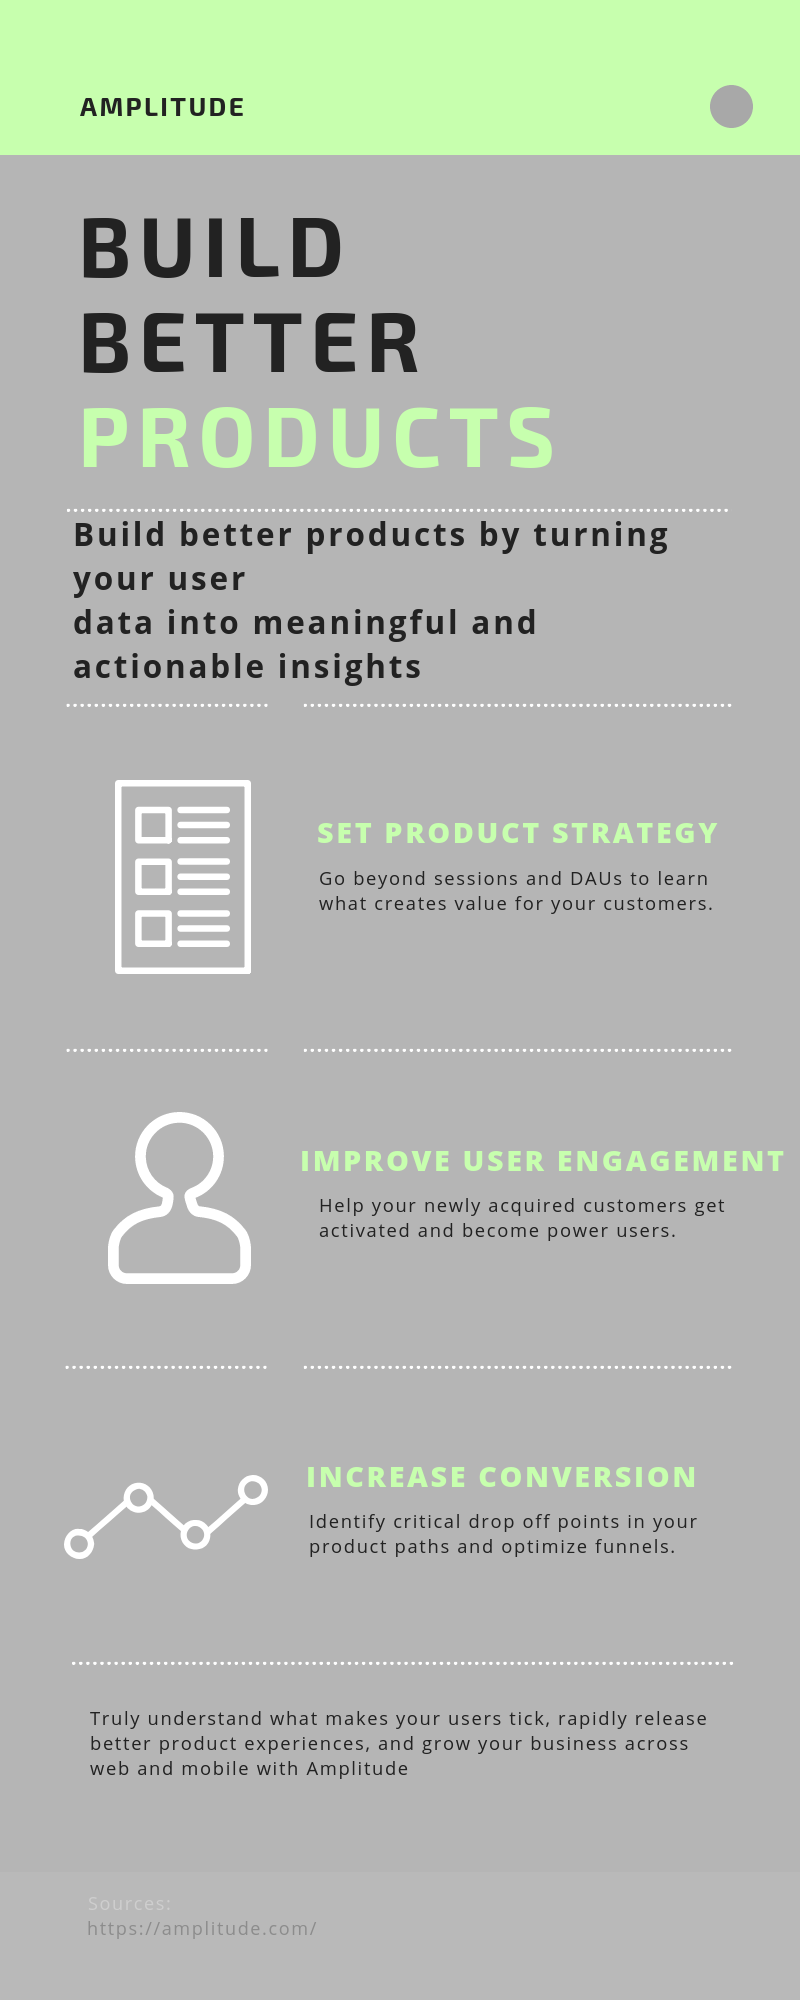 AMPLITUDE
BUILD
BETTER
PRODUCTS
Build better products by turning
your user
data into meaningful and
actionable insights
SET PRODUCT STRATEGY
Go beyond sessions and DAUs to learn
what creates value for your customers.
IMPROVE USER ENGAGEMENT
Help your newly acquired customers get
activated and become power users.
INCREASE CONVERSION
Identify critical drop off points in your
product paths and optimize funnels.
Truly understand what makes your users tick, rapidly release
better product experiences, and grow your business across
web and mobile with Amplitude
Sources:
https://amplitude.com/